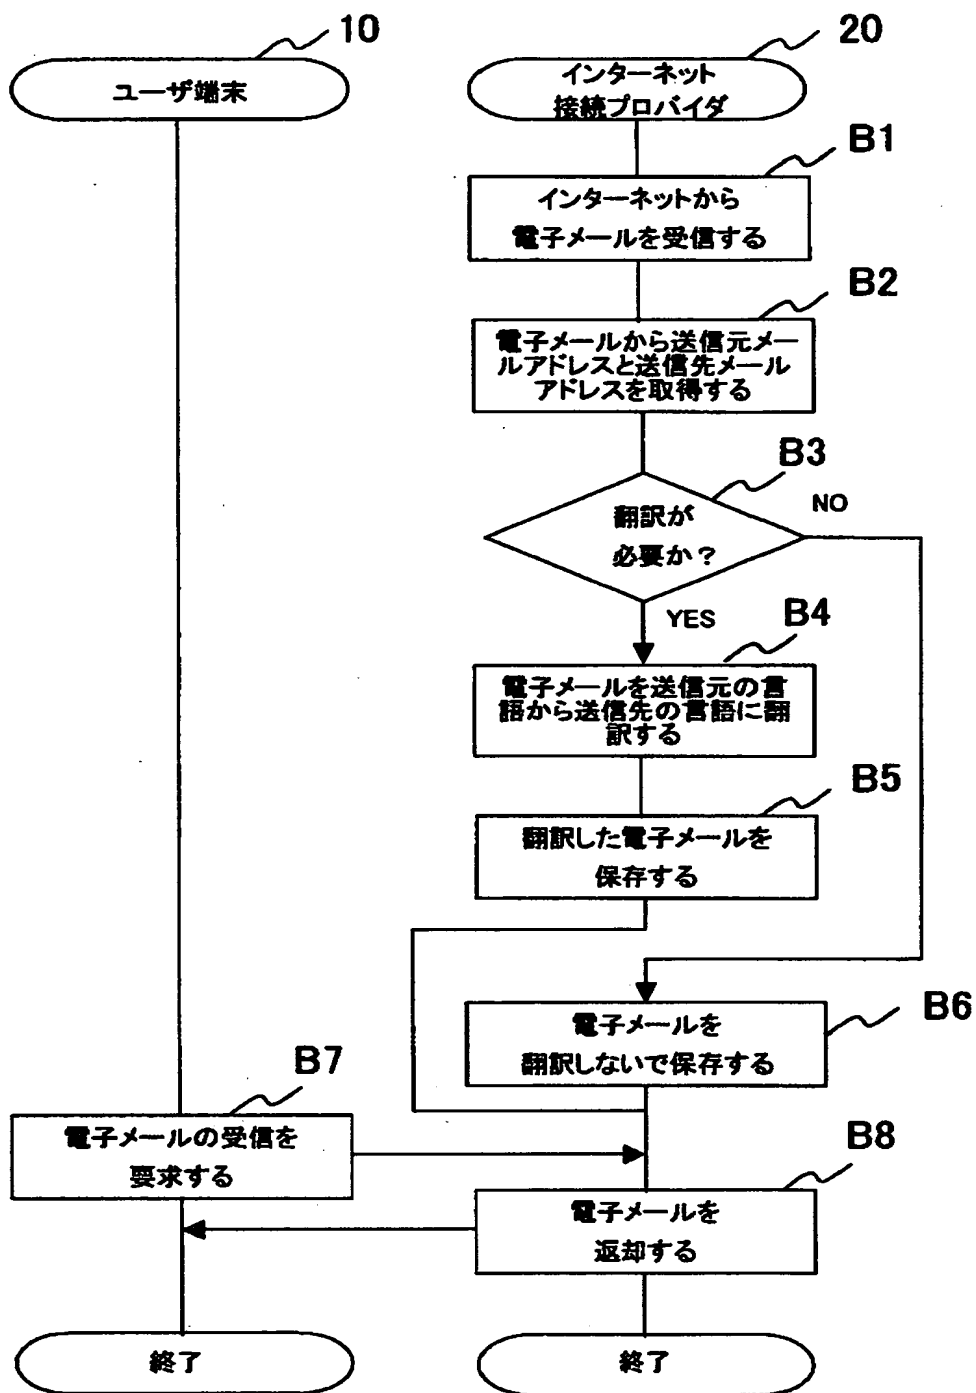 10
20
ユーザ端末
インターネット
接続プロバイダ
B1
インターネットから
電子メールを受信する
B2
電子メールから送信元メー
ルアドレスと送信先メール
アドレスを取得する
B3
翻訳が
必要か？
NO
YES
B4
電子メールを送信元の言
語から送信先の言語に翻
訳する
B5
翻訳した電子メールを
保存する
B6
電子メールを
翻訳しないで保存する
B7
電子メールの受信を
要求する
B8
電子メールを
返却する
終了
終了